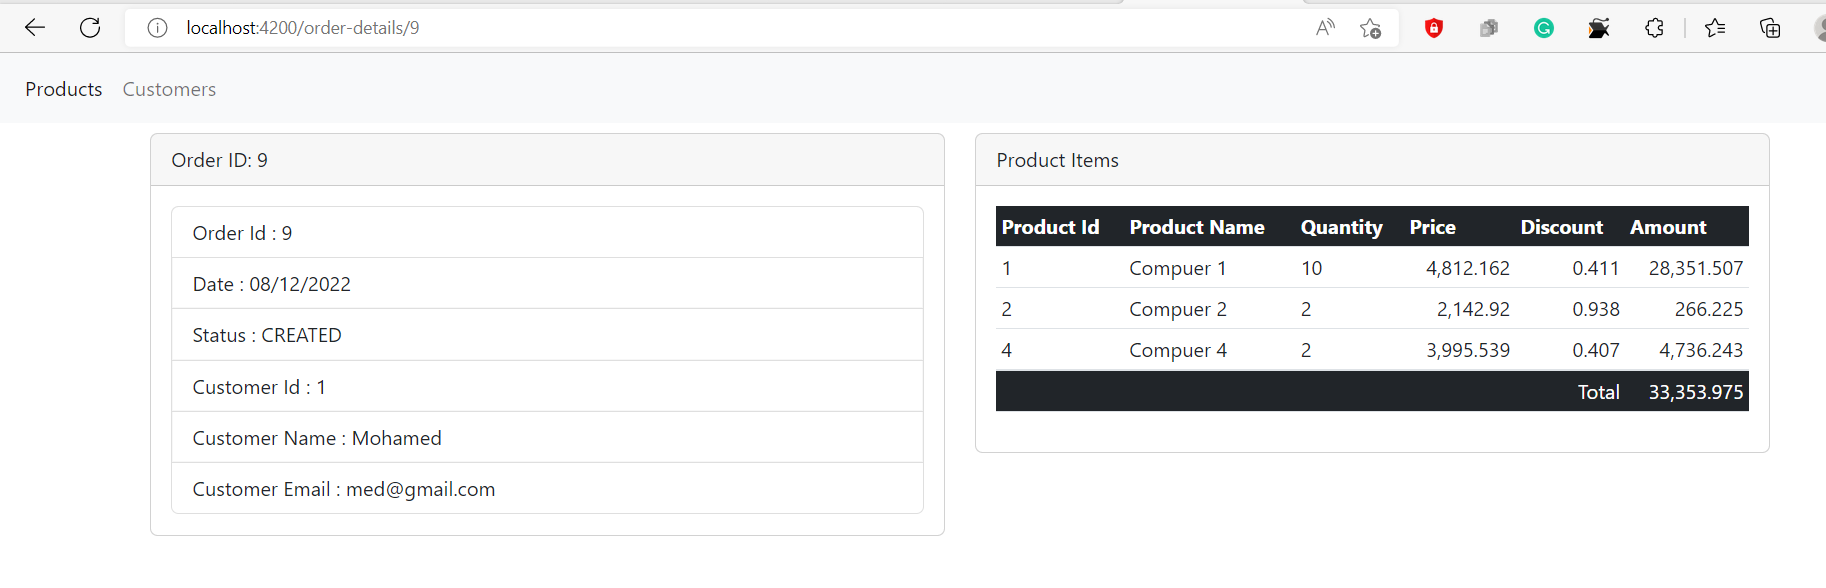 localhost:4200/order-details/9
Products Customers
Order ID: 9
Order Id : 9
Date : 08/12/2022
Status : CREATED
Customer Id : 1
Customer Name : Mohamed
Customer Email : med@gmail.com
Product Items
Product Id Product Name Quantity Price Discount Amount
1 Compuer 1 10 4,812.162 0.411 28,351.507
2 Compuer 2 2 2,142.92 0.938 266.225
4 Compuer 4 2 3,995.539 0.407 4,736.243
Total 33,353.975